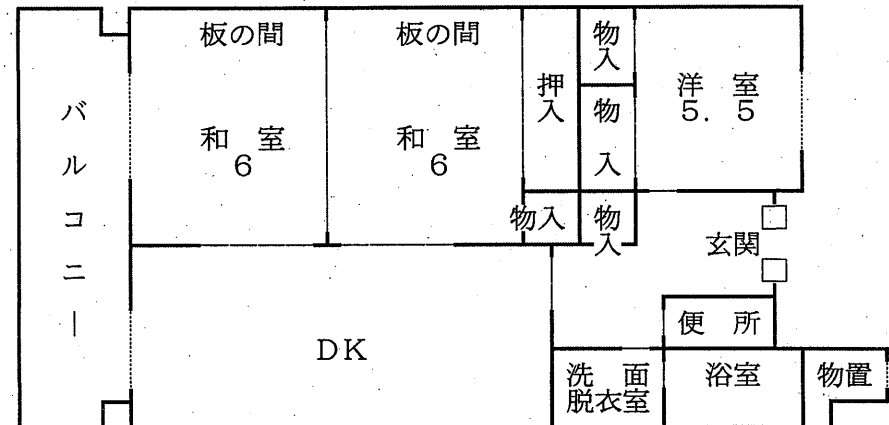 板の間
板の間
物入
押入
洋室
5.5
バルコニー
和室
6
和室
6
物入
物入
物入
玄関
便所
DK
洗面
脱衣室
浴室
物置